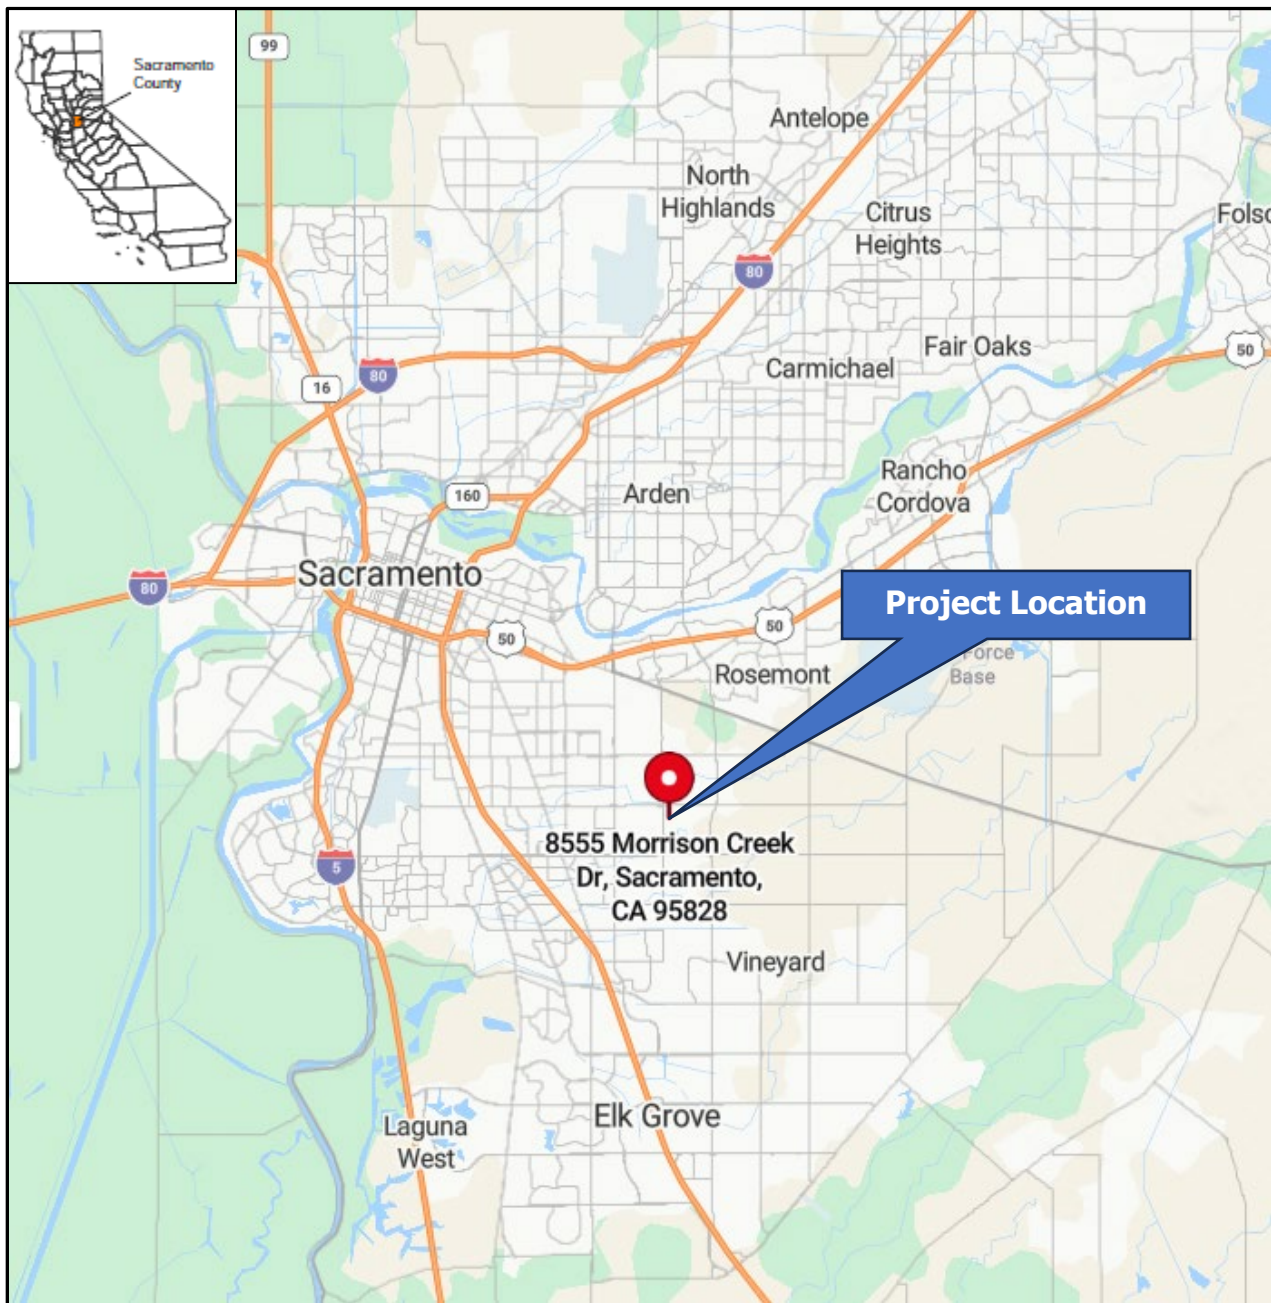 Sacramento
County
99
Antelope
North
Highlands
Citrus
Heights
Folso
80
Fair Oaks
50
80
16
Carmichael
Rancho
Cordova
160
Arden
Sacramento
80
Project Location
50
50
Force
Base
Rosemont
8555 Morrison Creek
Dr, Sacramento,
CA 95828
5
Vineyard
Elk Grove
Laguna
West